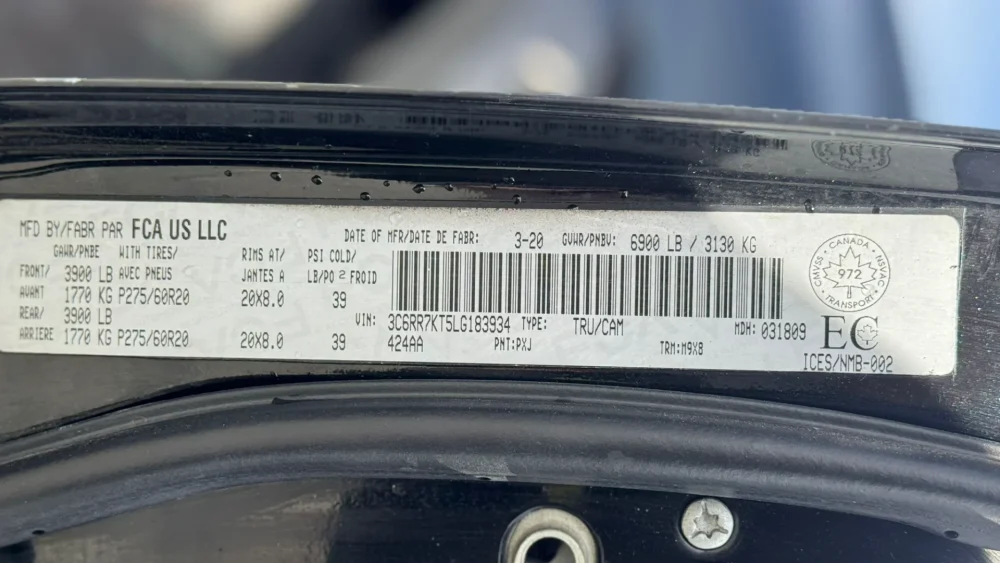 MFD BY/FABR PAR FCA US LLC
DATE OF MFR/DATE DE FABR: 3-20 GVWR/PNBV: 6900 LB / 3130 KG
GAWR/PNBE WITH TIRES/ RIMS AT/ PSI COLD/
FRONT/ 3900 LB AVEC PNEUS JANTES A LB/PO2 FROID
AVANT 1770 KG P275/60R20 20X8.0 39
REAR/ 3900 LB
ARRIERE 1770 KG P275/60R20 20X8.0 39
VIN: 3C6RR7KT5LG183934 TYPE: TRU/CAM MDH: 031809
424AA PNT:PXJ TRM:M9X8
CANADA
CMVSS NSVAC
972
TRANSPORT
EC
ICES/NMB-002